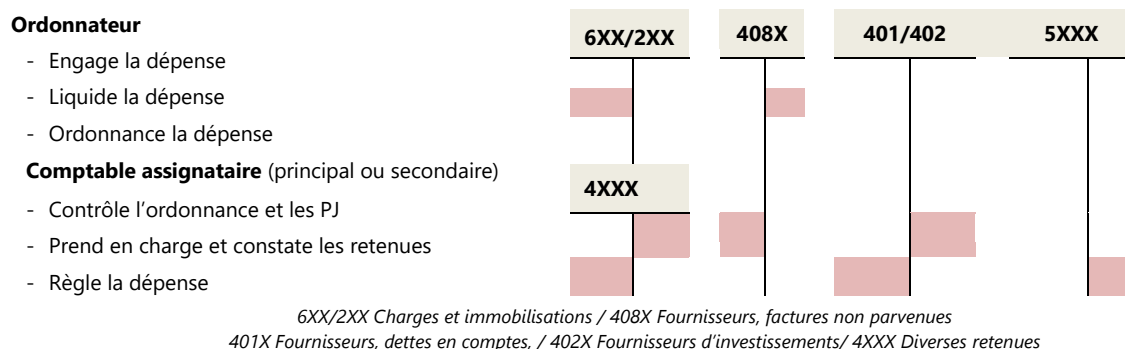 Ordonnateur
6XX/2XX 408X 401/402 5XXX
- Engage la dépense
- Liquide la dépense
- Ordonnance la dépense
Comptable assignataire (principal ou secondaire)
4XXX
- Contrôle l'ordonnance et les PJ
- Prend en charge et constate les retenues
- Règle la dépense
6XX/2XX Charges et immobilisations / 408X Fournisseurs, factures non parvenues
401X Fournisseurs, dettes en comptes, / 402X Fournisseurs d'investissements/ 4XXX Diverses retenues